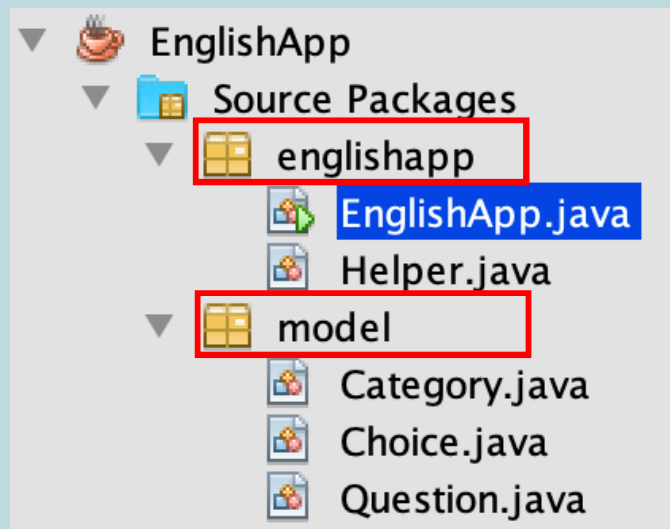 EnglishApp
Source Packages
englishapp
EnglishApp.java
Helper.java
model
Category.java
Choice.java
Question.java